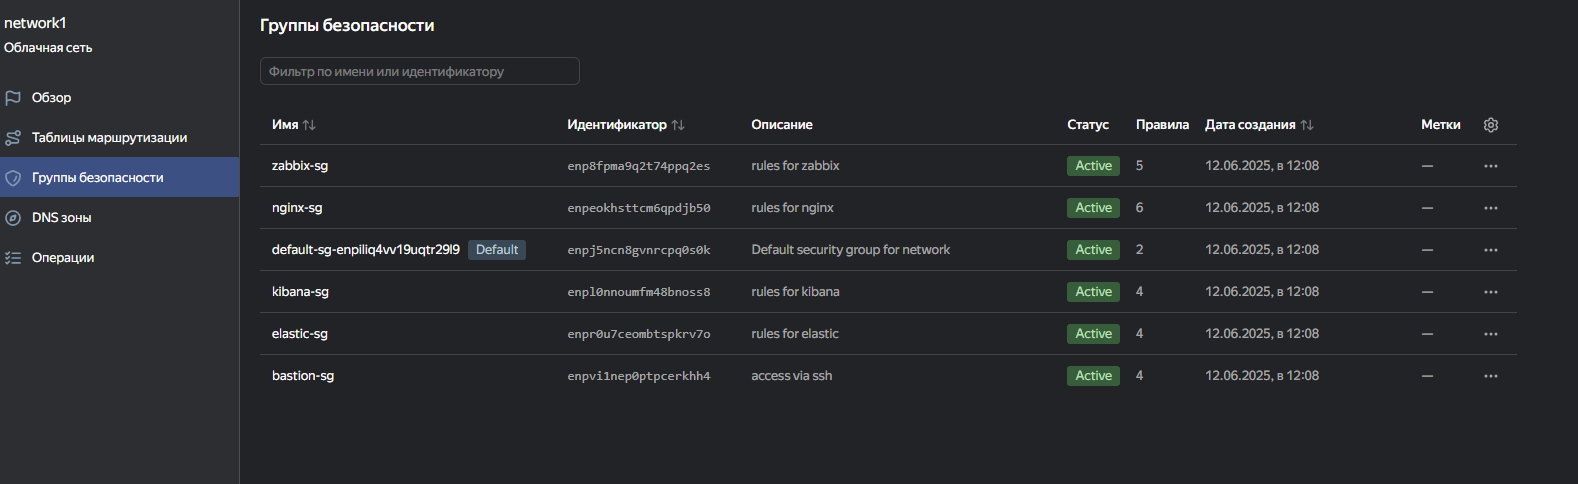 network1
Облачная сеть
Обзор
Таблицы маршрутизации
Группы безопасности
DNS зоны
Операции
Группы безопасности
Фильтр по имени или идентификатору
Имя Идентификатор Описание Статус Правила Дата создания Метки
zabbix-sg enp8fpma9q2t74ppq2es rules for zabbix Active 5 12.06.2025, в 12:08 —
nginx-sg enpeokhsttcm6qpdjb50 rules for nginx Active 6 12.06.2025, в 12:08 —
default-sg-enpiliq4vv19uqtr29l9 Default enpj5ncn8gvnrcpq0s0k Default security group for network Active 2 12.06.2025, в 12:08 —
kibana-sg enpl0nnoumfm48bnoss8 rules for kibana Active 4 12.06.2025, в 12:08 —
elastic-sg enpr0u7ceombtspkrv7o rules for elastic Active 4 12.06.2025, в 12:08 —
bastion-sg enpvi1nep0ptpcerkhh4 access via ssh Active 4 12.06.2025, в 12:08 —